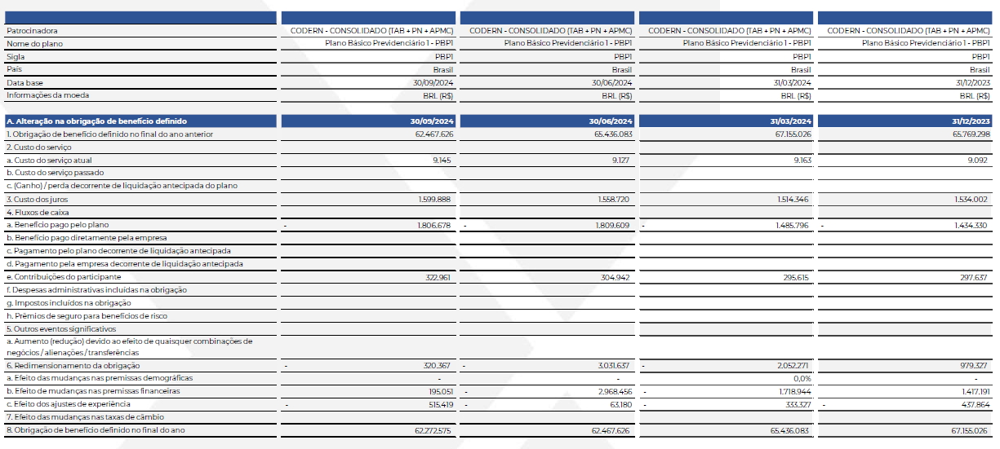 Patrocinadora CODERN - CONSOLIDADO (TAB + PN + APMC) CODERN - CONSOLIDADO (TAB + PN + APMC) CODERN - CONSOLIDADO (TAB + PN + APMC) CODERN - CONSOLIDADO (TAB + PN + APMC)
Nome do plano Plano Básico Previdenciário 1 - PBP1 Plano Básico Previdenciário 1 - PBP1 Plano Básico Previdenciário 1 - PBP1 Plano Básico Previdenciário 1 - PBP1
Sigla PBP1 PBP1 PBP1 PBP1
País Brasil Brasil Brasil Brasil
Data base 30/09/2024 30/06/2024 31/03/2024 31/12/2023
Informações da moeda BRL (R$) BRL (R$) BRL (R$) BRL (R$)
A. Alteração na obrigação de benefício definido 30/09/2024 30/06/2024 31/03/2024 31/12/2023
1. Obrigação de benefício definido no final do ano anterior 62.467.626 65.436.083 67.155.026 65.769.298
2. Custo do serviço
a. Custo do serviço atual 9.145 9.127 9.163 9.092
b. Custo do serviço passado
c. (Ganho) / perda decorrente de liquidação antecipada do plano
3. Custo dos juros 1.599.888 1.558.720 1.514.346 1.534.002
4. Fluxos de caixa
a. Benefício pago pelo plano - 1.806.678 - 1.809.609 - 1.485.796 - 1.434.330
b. Benefício pago diretamente pela empresa
c. Pagamento pelo plano decorrente de liquidação antecipada
d. Pagamento pela empresa decorrente de liquidação antecipada
e. Contribuições do participante 322.961 304.942 295.615 297.637
f. Despesas administrativas incluídas na obrigação
g. Impostos incluídos na obrigação
h. Prêmios de seguro para benefícios de risco
5. Outros eventos significativos
a. Aumento (redução) devido ao efeito de quaisquer combinações de
negócios / alienações / transferências
6. Redimensionamento da obrigação - 320.367 - 3.031.637 - 2.052.271 979.327
a. Efeito das mudanças nas premissas demográficas - - 0,0% -
b. Efeito de mudanças nas premissas financeiras 195.051 - 2.968.456 - 1.718.944 1.417.191
c. Efeito dos ajustes de experiência - 515.419 - 63.180 - 333.327 - 437.864
7. Efeito das mudanças nas taxas de câmbio
8. Obrigação de benefício definido no final do ano 62.272.575 62.467.626 65.436.083 67.155.026